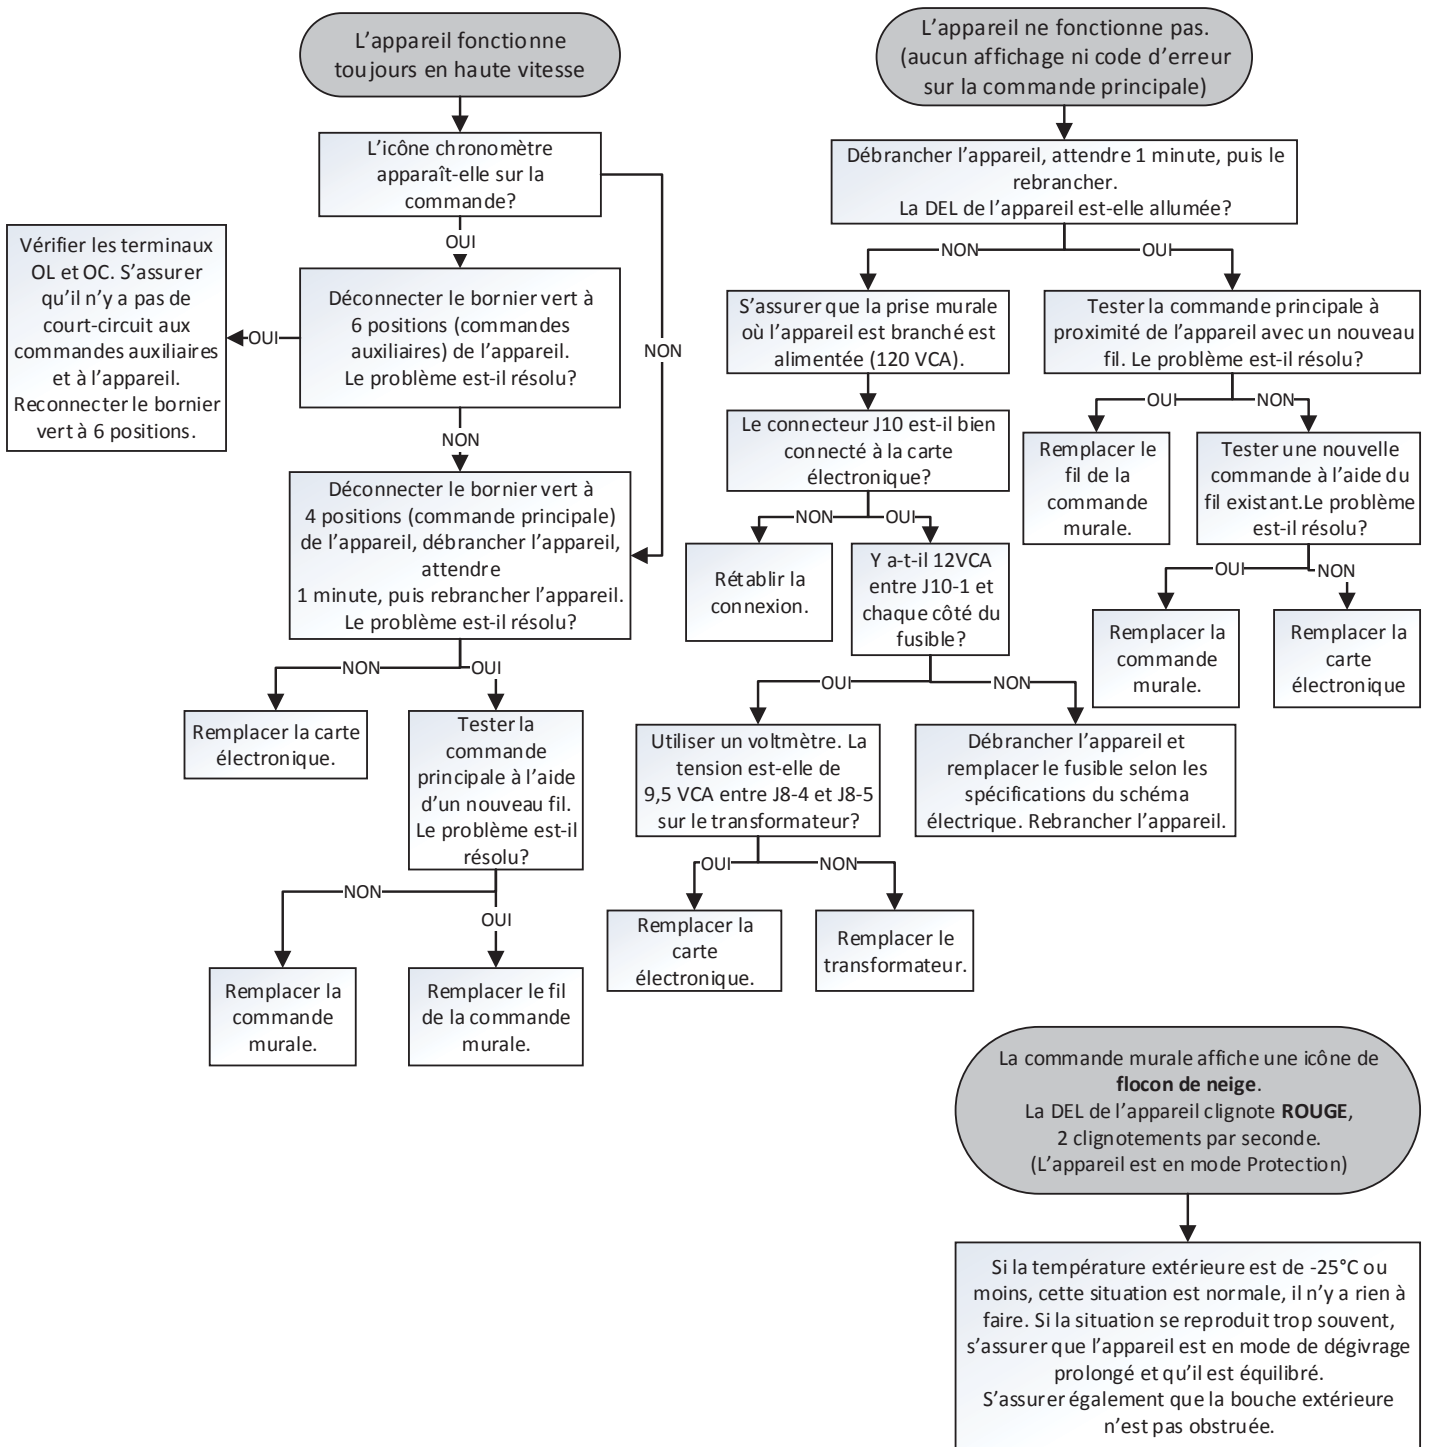 L'appareil fonctionne
toujours en haute vitesse
L'icône chronomètre
apparaît-elle sur la
commande?
OUI
NON
Déconnecter le bornier vert à
6 positions (commandes
auxiliaires) de l'appareil.
Le problème est-il résolu?
OUI
Vérifier les terminaux
OL et OC. S'assurer
qu'il n'y a pas de
court-circuit aux
commandes auxiliaires
et à l'appareil.
Reconnecter le bornier
vert à 6 positions.
NON
Déconnecter le bornier vert à
4 positions (commande principale)
de l'appareil, débrancher l'appareil,
attendre
1 minute, puis rebrancher l'appareil.
Le problème est-il résolu?
NON
OUI
Remplacer la carte
électronique.
Tester la
commande
principale à l'aide
d'un nouveau fil.
Le problème est-il
résolu?
NON
OUI
Remplacer la
commande
murale.
Remplacer le fil
de la commande
murale.
L'appareil ne fonctionne pas.
(aucun affichage ni code d'erreur
sur la commande principale)
Débrancher l'appareil, attendre 1 minute, puis le
rebrancher.
La DEL de l'appareil est-elle allumée?
NON
OUI
S'assurer que la prise murale
où l'appareil est branché est
alimentée (120 VCA).
Le connecteur J10 est-il bien
connecté à la carte
électronique?
NON
OUI
Rétablir la
connexion.
Y a-t-il 12VCA
entre J10-1 et
chaque côté du
fusible?
OUI
NON
Utiliser un voltmètre. La
tension est-elle de
9,5 VCA entre J8-4 et J8-5
sur le transformateur?
Débrancher l'appareil et
remplacer le fusible selon les
spécifications du schéma
électrique. Rebrancher l'appareil.
OUI
NON
Remplacer la
carte
électronique.
Remplacer le
transformateur.
Tester la commande principale à
proximité de l'appareil avec un nouveau
fil. Le problème est-il résolu?
OUI
NON
Remplacer le
fil de la
commande
murale.
Tester une nouvelle
commande à l'aide du
fil existant.Le problème
est-il résolu?
OUI
NON
Remplacer la
commande
murale.
Remplacer la
carte
électronique
La commande murale affiche une icône de
flocon de neige.
La DEL de l'appareil clignote ROUGE,
2 clignotements par seconde.
(L'appareil est en mode Protection)
Si la température extérieure est de -25°C ou
moins, cette situation est normale, il n'y a rien à
faire. Si la situation se reproduit trop souvent,
s'assurer que l'appareil est en mode de dégivrage
prolongé et qu'il est équilibré.
S'assurer également que la bouche extérieure
n'est pas obstruée.